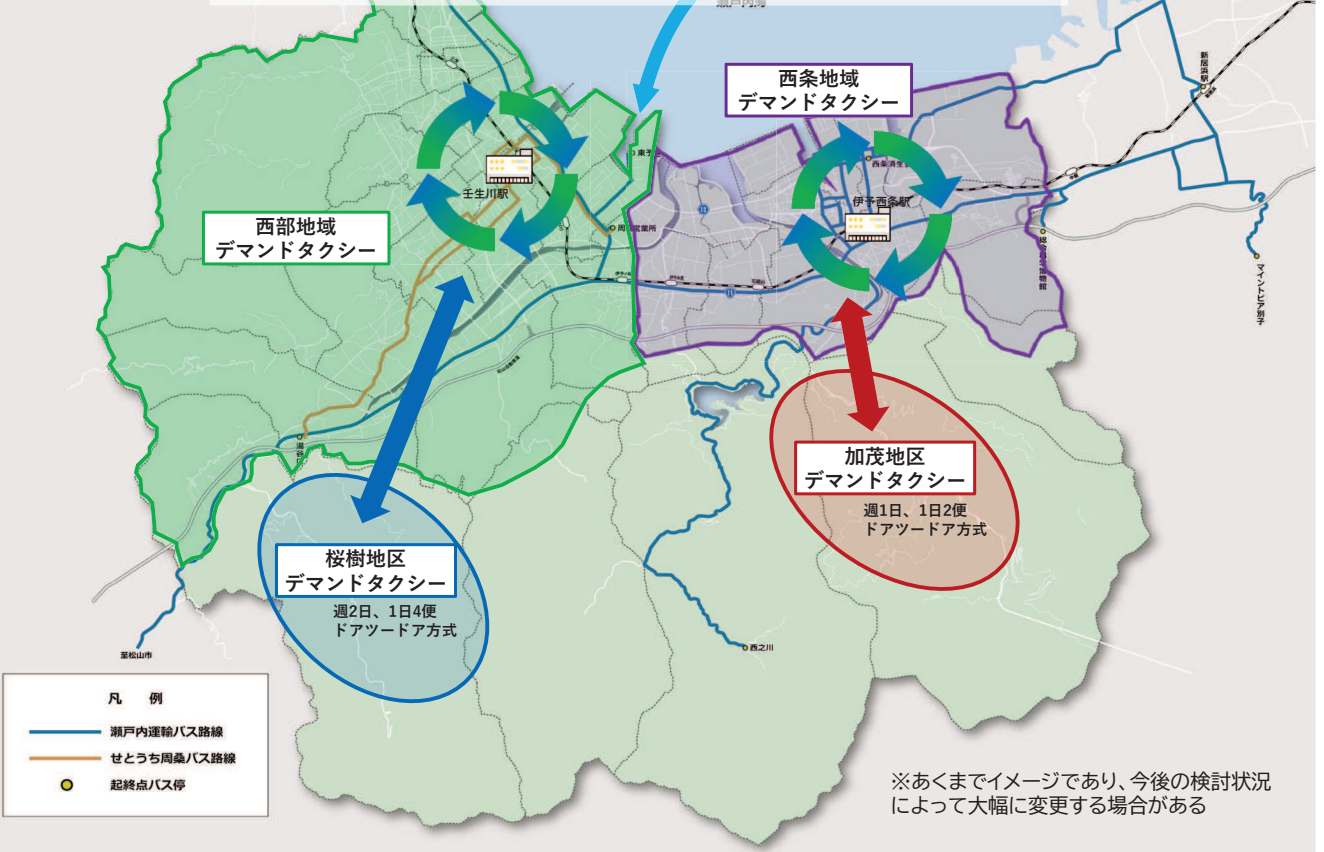 西条地域
デマンドタクシー
新居浜駅
壬生川駅
伊予西条駅
西部地域
デマンドタクシー
マイントピア別子
加茂地区
デマンドタクシー
週1日、1日2便
ドアツードア方式
桜樹地区
デマンドタクシー
週2日、1日4便
ドアツードア方式
西之川
至松山市
凡 例
瀬戸内運輸バス路線
せとうち周桑バス路線
起終点バス停
※あくまでイメージであり、今後の検討状況
によって大幅に変更する場合がある